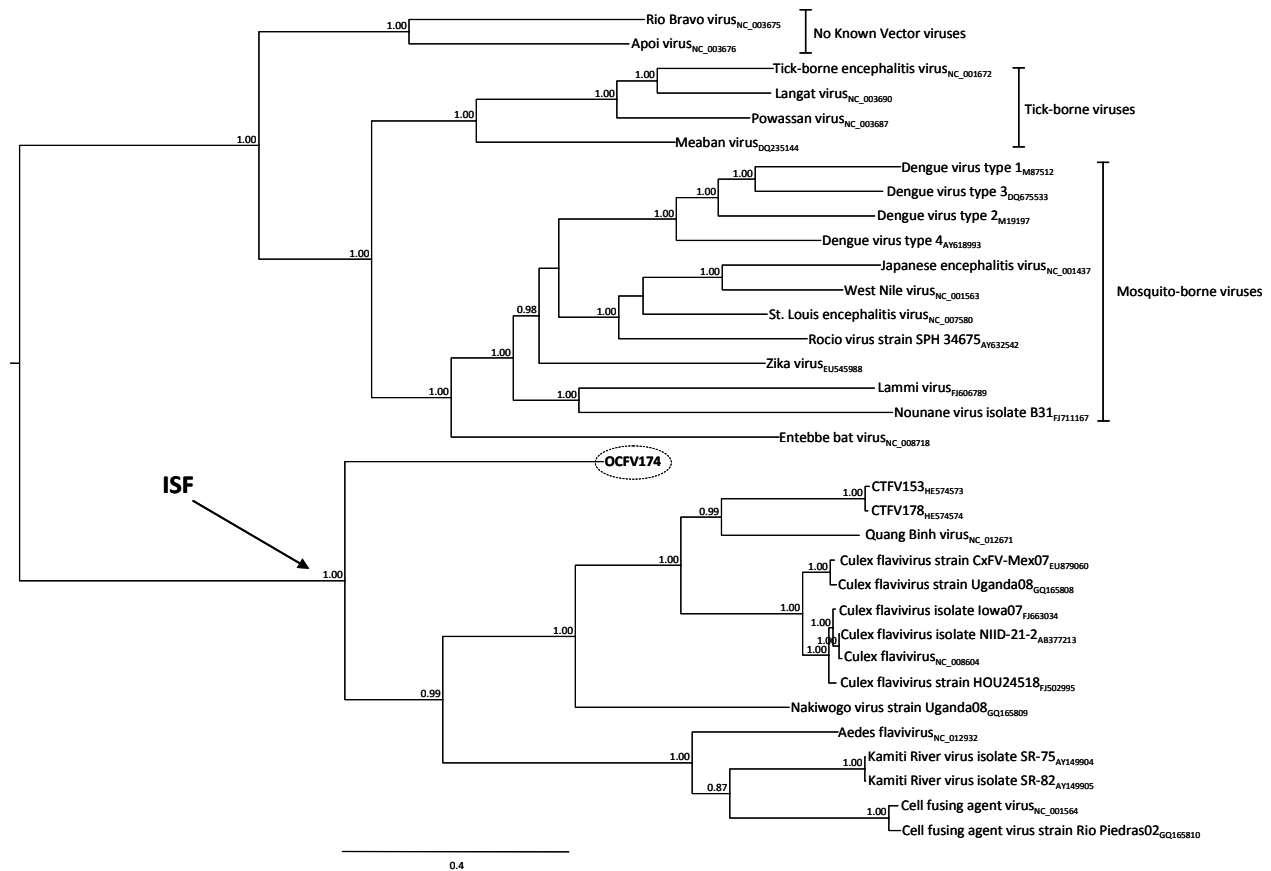 1.00
Rio Bravo virusNC_003675
Apoi virusNC_003676
No Known Vector viruses
1.00
1.00
1.00
1.00
Tick-borne encephalitis virusNC_001672
Langat virusNC_003690
Powassan virusNC_003687
Meaban virusDQ235144
Tick-borne viruses
1.00
1.00
1.00
1.00
Dengue virus type 1M87512
Dengue virus type 3DQ675533
Dengue virus type 2M19197
Dengue virus type 4AY618993
1.00
1.00
Japanese encephalitis virusNC_001437
West Nile virusNC_001563
St. Louis encephalitis virusNC_007580
Rocio virus strain SPH 34675AY632542
Mosquito-borne viruses
0.98
Zika virusEU545988
1.00
1.00
1.00
Lammi virusFJ606789
Nounane virus isolate B31FJ711167
Entebbe bat virusNC_008718
OCFV174
ISF
1.00
1.00
CTFV153HE574573
CTFV178HE574574
0.99
Quang Binh virusNC_012671
1.00
1.00
Culex flavivirus strain CxFV-Mex07EU879060
Culex flavivirus strain Uganda08GQ165808
1.00
1.00
1.00
1.00
Culex flavivirus isolate Iowa07FJ663034
Culex flavivirus isolate NIID-21-2AB377213
Culex flavivirusNC_008604
Culex flavivirus strain HOU24518FJ502995
1.00
0.99
Nakiwogo virus strain Uganda08GQ165809
Aedes flavivirusNC_012932
1.00
1.00
Kamiti River virus isolate SR-75AY149904
Kamiti River virus isolate SR-82AY149905
0.87
1.00
Cell fusing agent virusNC_001564
Cell fusing agent virus strain Rio Piedras02GQ165810
0.4